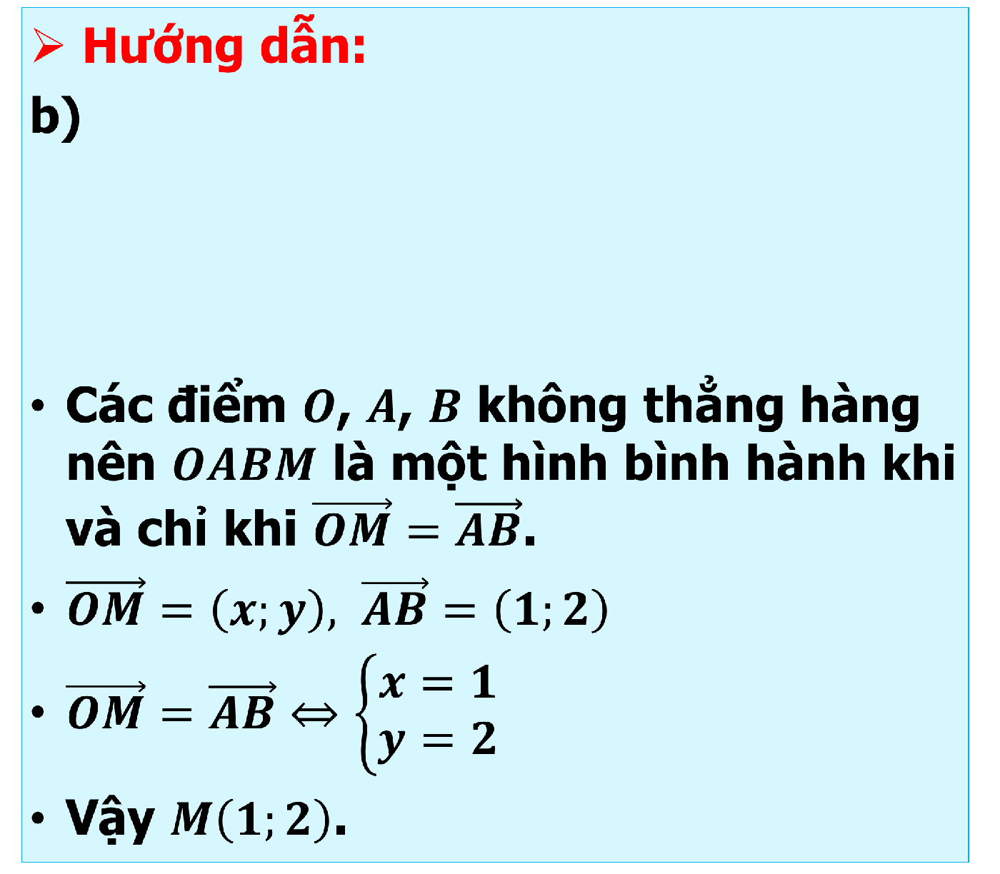 ➢ Hướng dẫn:
b)
• Các điểm O, A, B không thẳng hàng
nên OABM là một hình bình hành khi
và chỉ khi $\overrightarrow{OM} = \overrightarrow{AB}$.
• $\overrightarrow{OM} = (x; y), \overrightarrow{AB} = (1; 2)$
• $\overrightarrow{OM} = \overrightarrow{AB} \Leftrightarrow \begin{cases} x = 1 \\ y = 2 \end{cases}$
• Vậy M(1; 2).